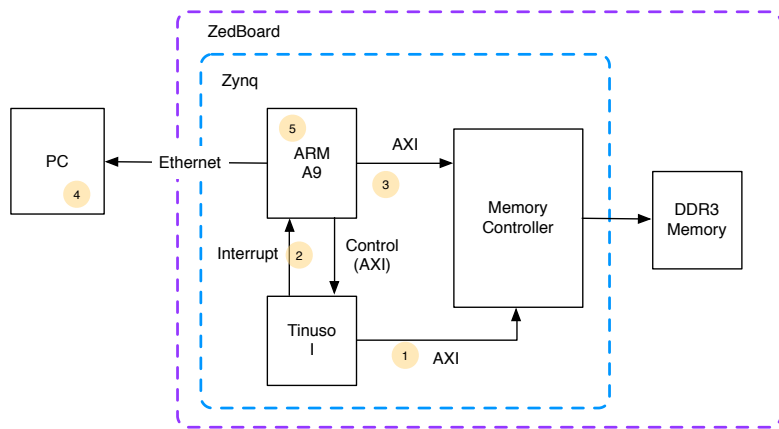 ZedBoard
Zynq
5
ARM
A9
PC
4
Ethernet
AXI
3
Memory
Controller
DDR3
Memory
Interrupt
2
Control
(AXI)
Tinuso
I
1
AXI